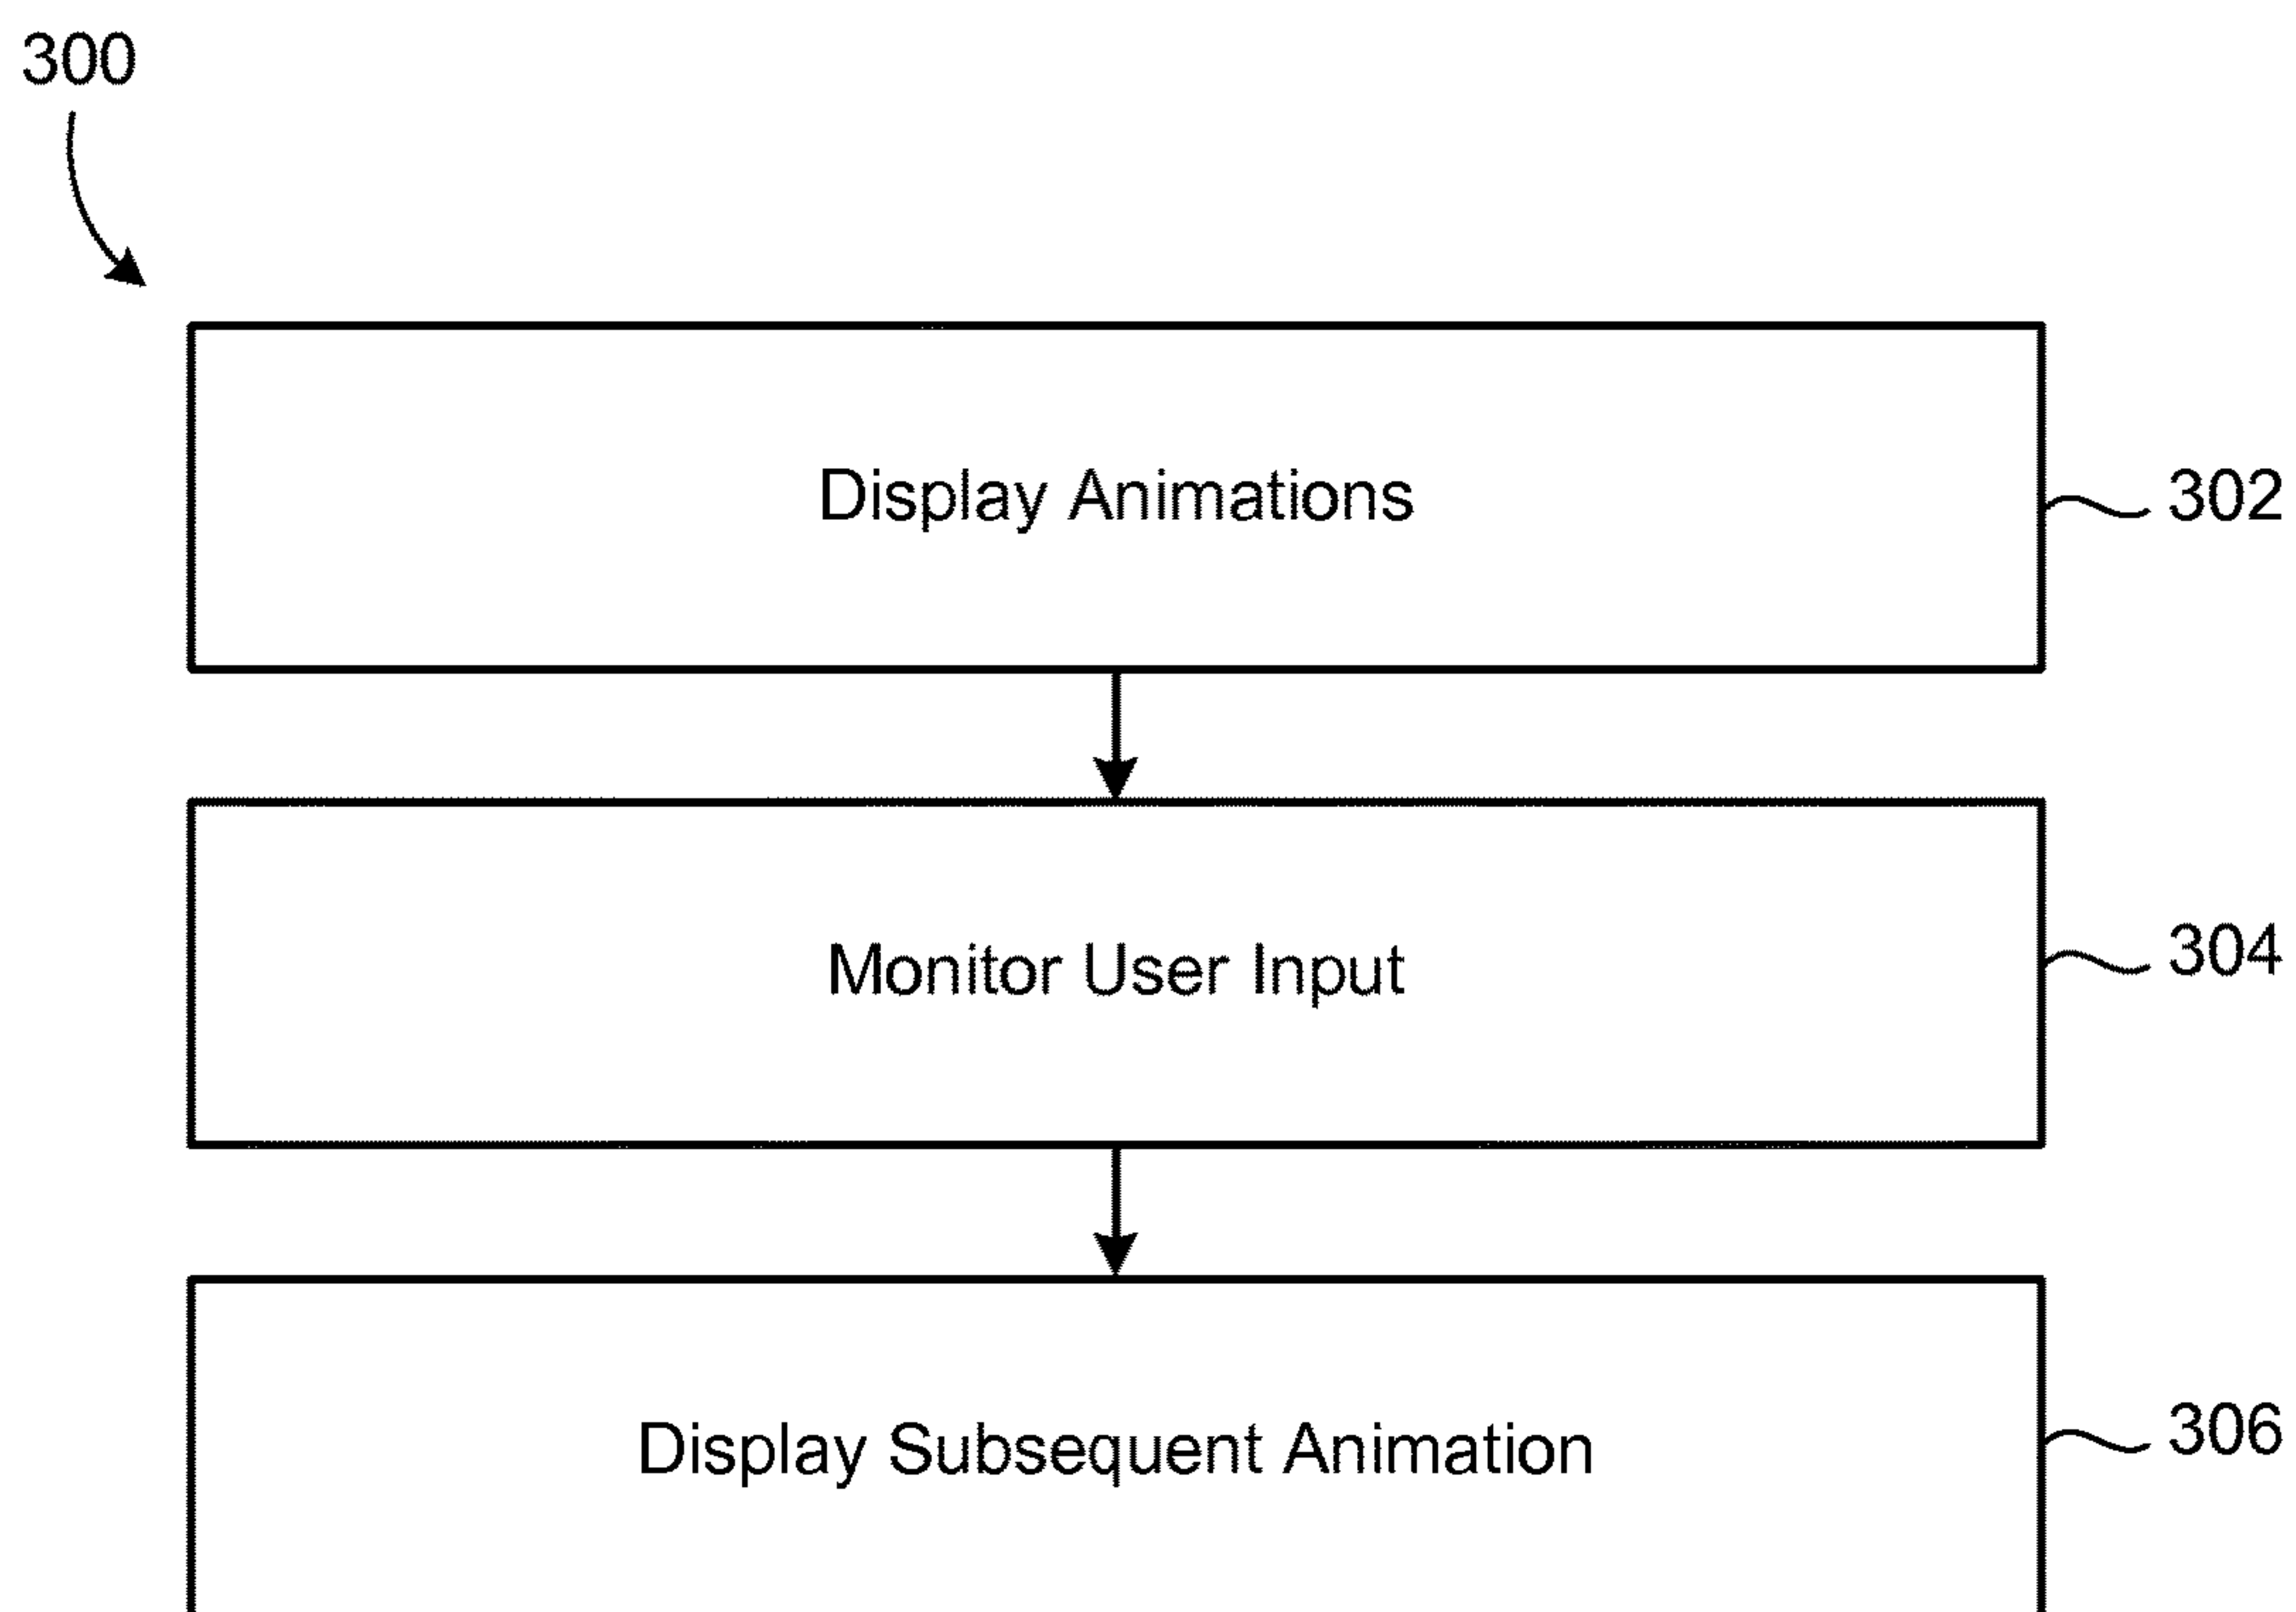 300
Display Animations
302
Monitor User Input
304
Display Subsequent Animation
306